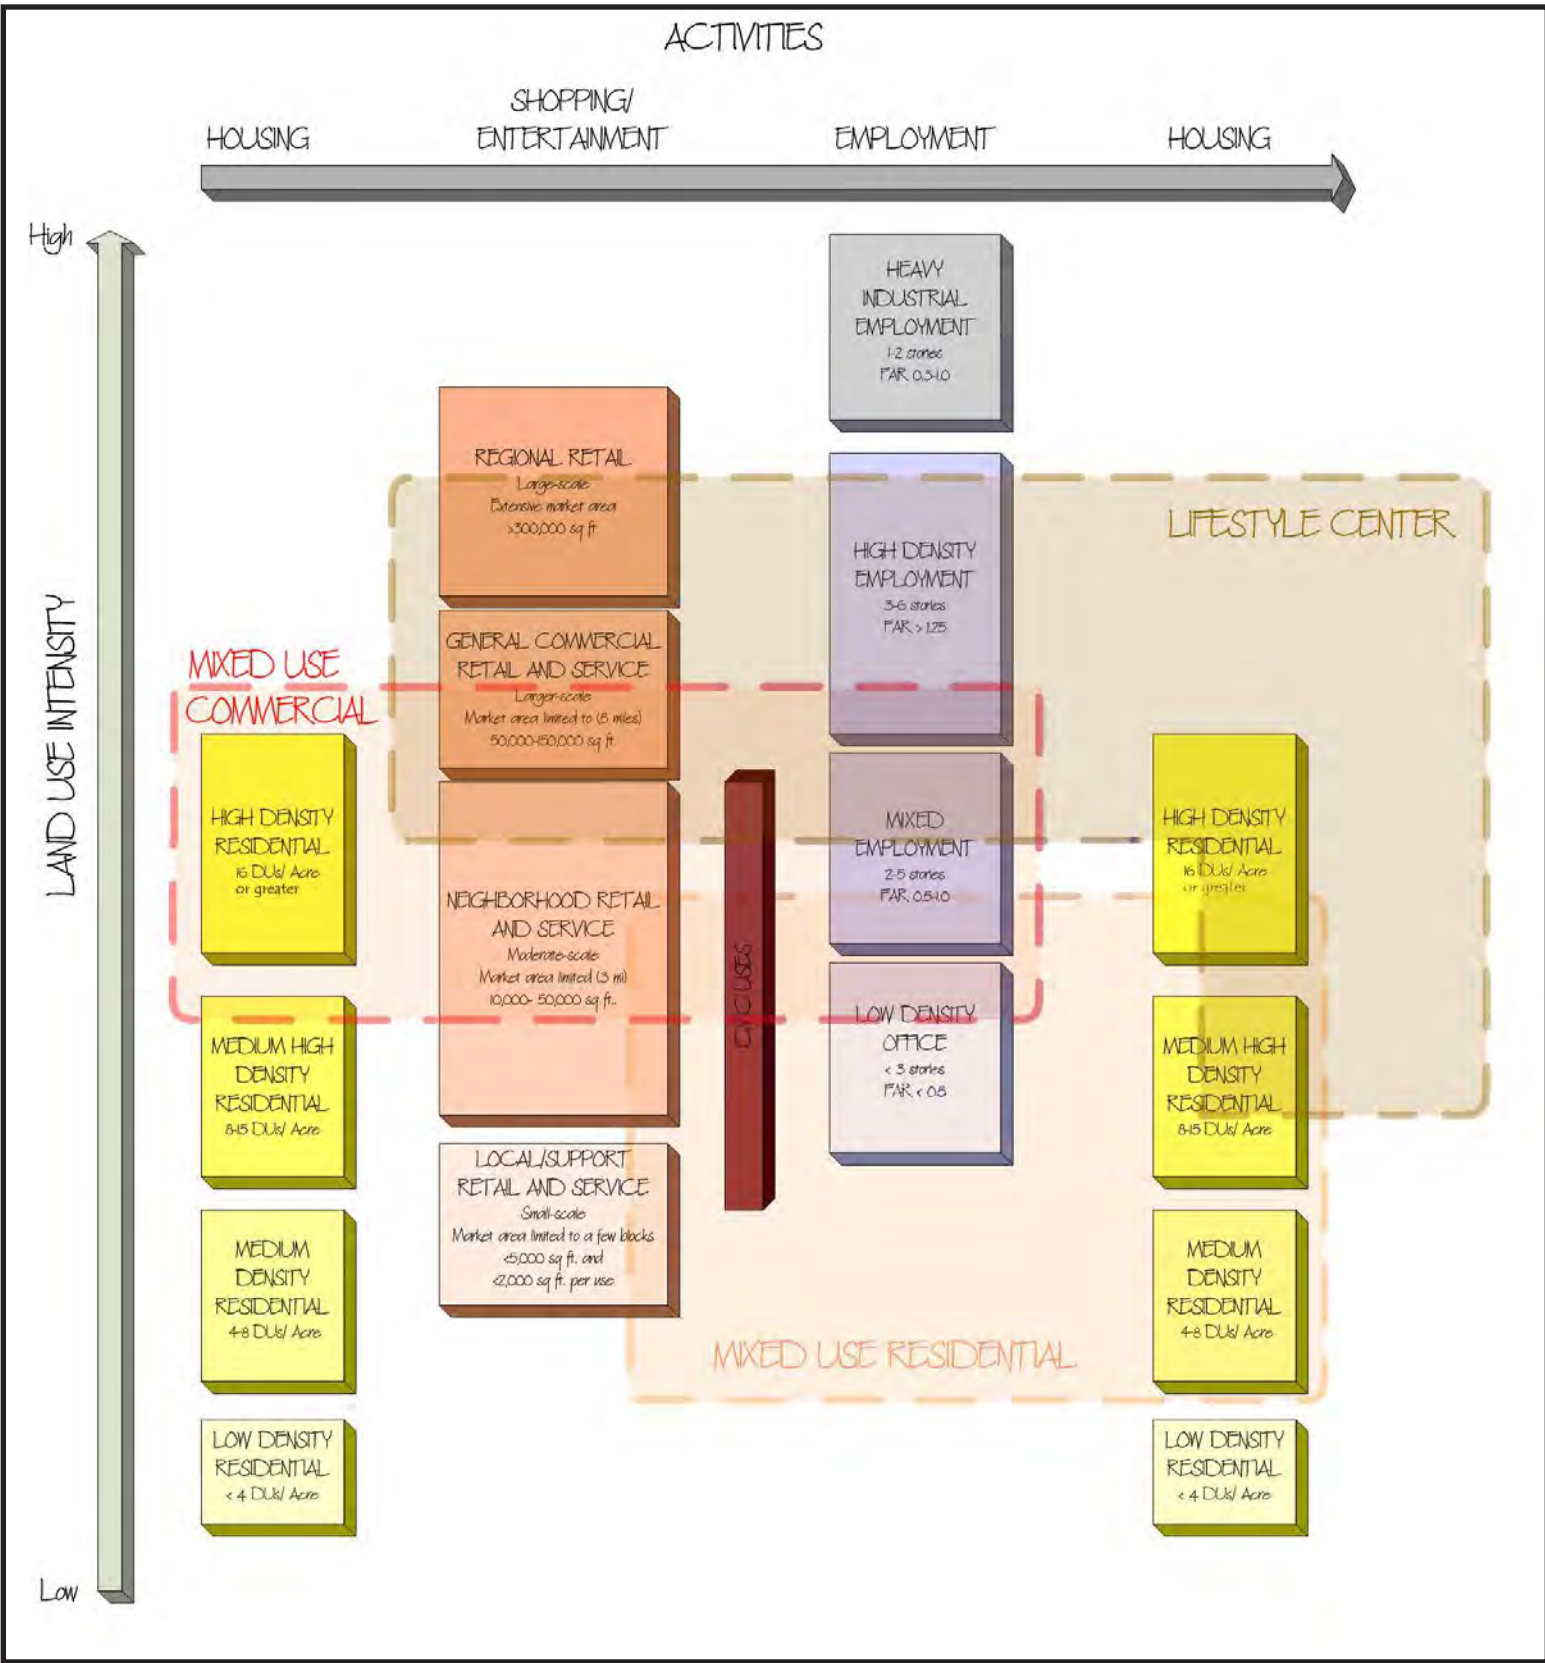 ACTIVITIES
HOUSING
SHOPPING/
ENTERTAINMENT
EMPLOYMENT
HOUSING
High
LAND USE INTENSITY
Low
HEAVY
INDUSTRIAL
EMPLOYMENT
1-2 stories
FAR 0.5-1.0
REGIONAL RETAIL
Large-scale
Extensive market area
>300,000 sq ft
LIFESTYLE CENTER
HIGH DENSITY
EMPLOYMENT
3-6 stories
FAR > 1.25
GENERAL COMMERCIAL
RETAIL AND SERVICE
Larger-scale
Market area limited to (5 miles)
50,000-150,000 sq ft
MIXED USE
COMMERCIAL
HIGH DENSITY
RESIDENTIAL
16 DUs/ Acre
or greater
NEIGHBORHOOD RETAIL
AND SERVICE
Moderate-scale
Market area limited (3 mi)
10,000- 50,000 sq ft.
CIVIC USES
MIXED
EMPLOYMENT
2-5 stories
FAR 0.5-1.0
HIGH DENSITY
RESIDENTIAL
16 DUs/ Acre
or greater
MEDIUM HIGH
DENSITY
RESIDENTIAL
8-15 DUs/ Acre
LOW DENSITY
OFFICE
< 3 stories
FAR < 0.5
MEDIUM HIGH
DENSITY
RESIDENTIAL
8-15 DUs/ Acre
LOCAL/SUPPORT
RETAIL AND SERVICE
Small-scale
Market area limited to a few blocks
<5,000 sq ft. and
<2,000 sq ft. per use
MEDIUM
DENSITY
RESIDENTIAL
4-8 DUs/ Acre
MEDIUM
DENSITY
RESIDENTIAL
4-8 DUs/ Acre
MIXED USE RESIDENTIAL
LOW DENSITY
RESIDENTIAL
< 4 DUs/ Acre
LOW DENSITY
RESIDENTIAL
< 4 DUs/ Acre